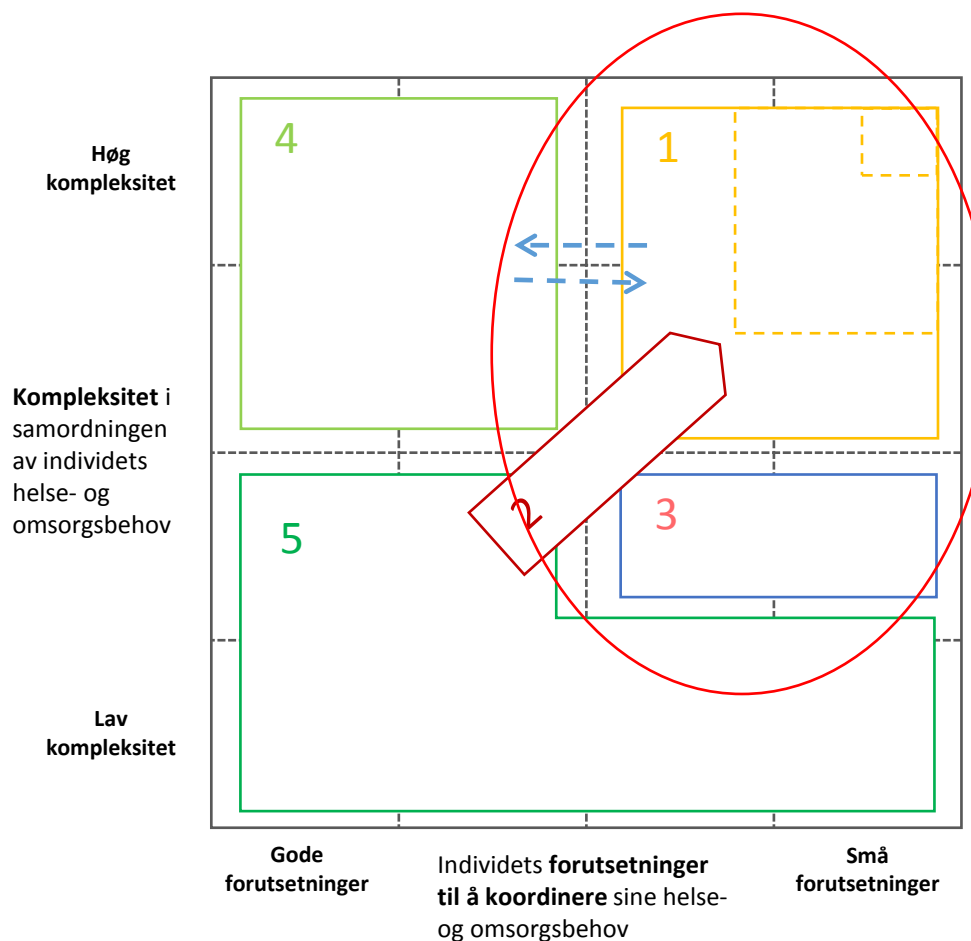 4
1
Høg
kompleksitet
Kompleksitet i
samordningen
av individets
helse- og
omsorgsbehov
2
3
5
Lav
kompleksitet
Gode
forutsetninger
Individets forutsetninger
til å koordinere sine helse-
og omsorgsbehov
Små
forutsetninger